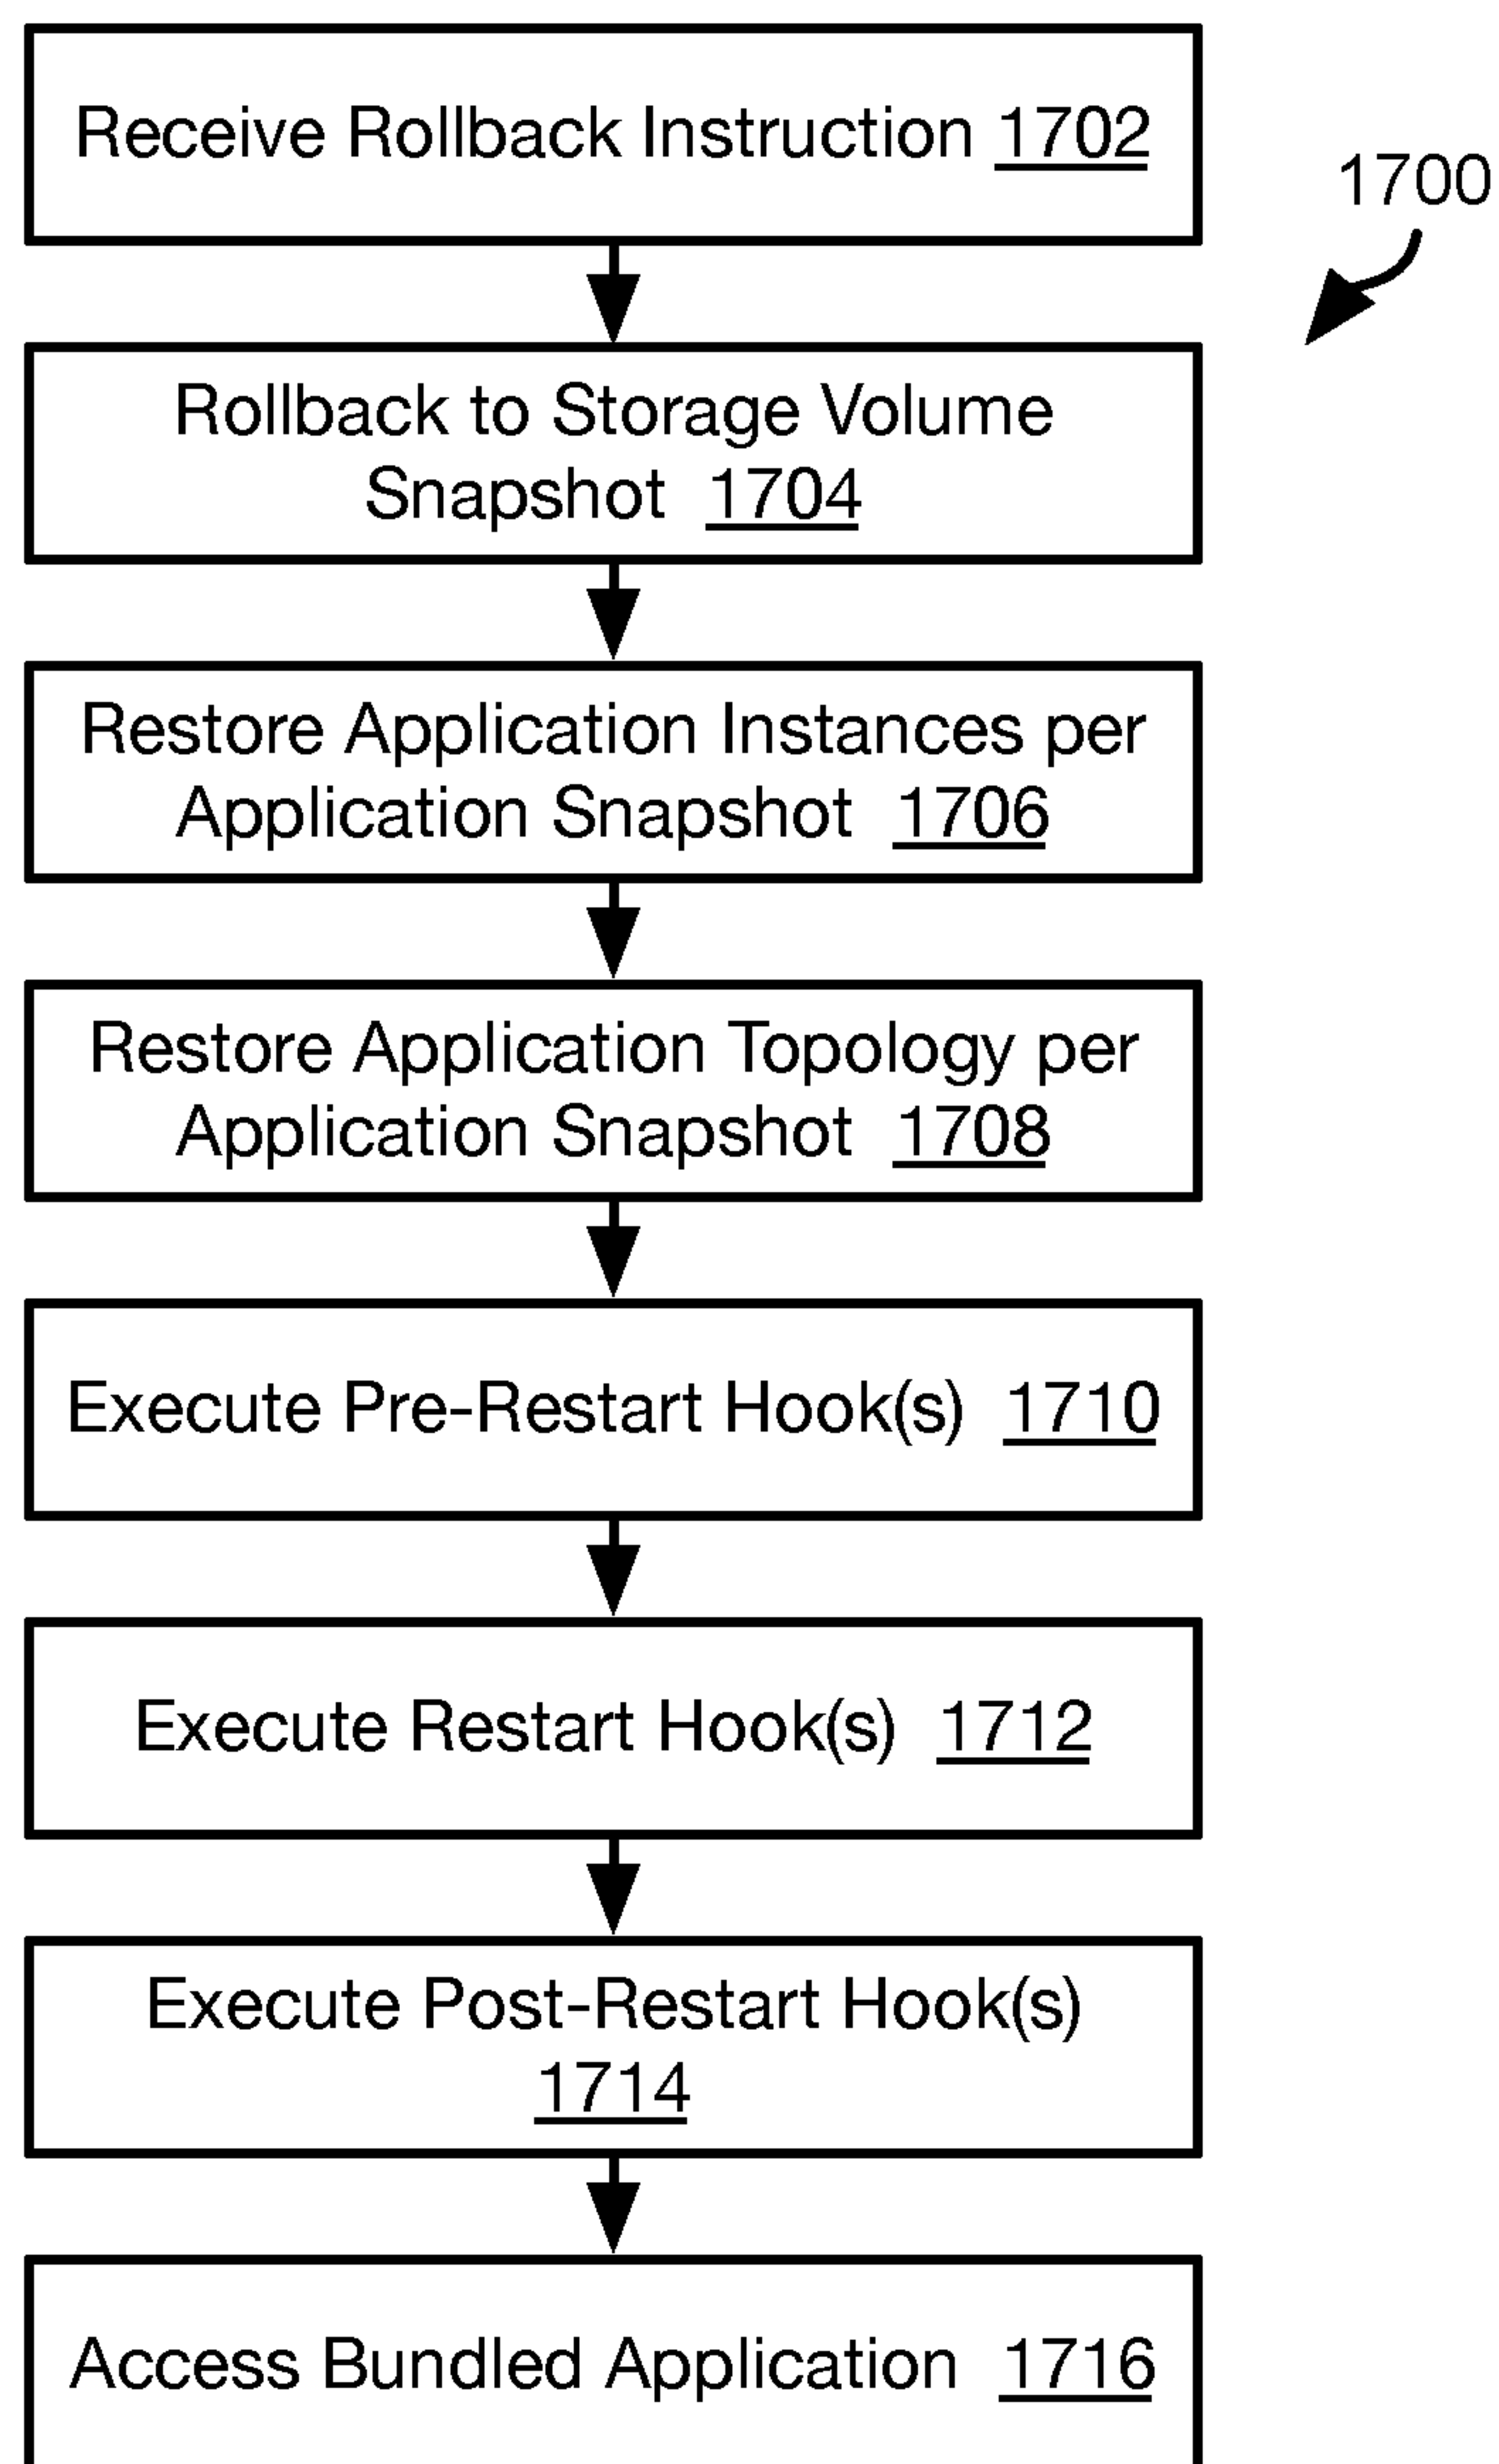 Receive Rollback Instruction 1702
1700
Rollback to Storage Volume
Snapshot 1704
Restore Application Instances per
Application Snapshot 1706
Restore Application Topology per
Application Snapshot 1708
Execute Pre-Restart Hook(s) 1710
Execute Restart Hook(s) 1712
Execute Post-Restart Hook(s)
1714
Access Bundled Application 1716